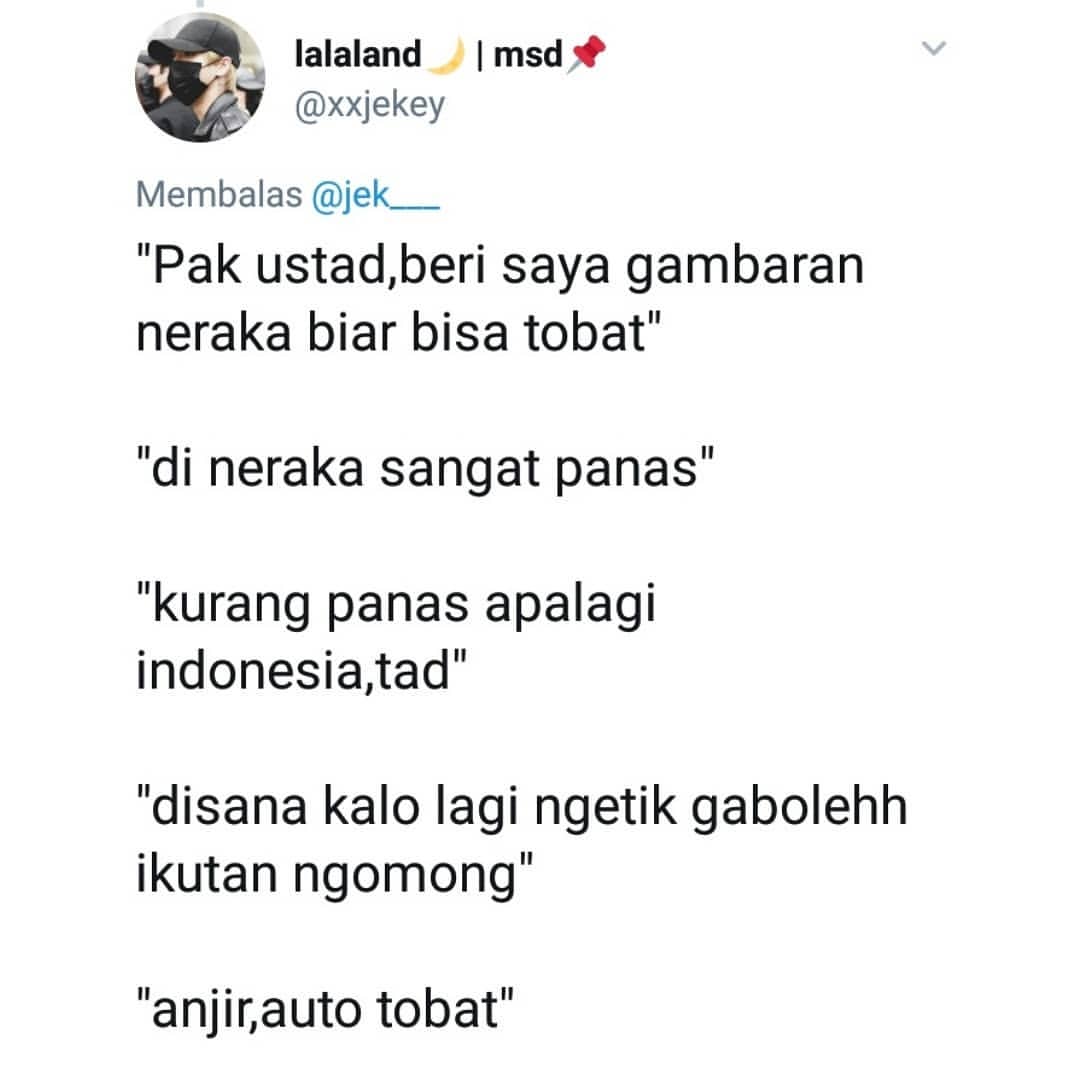 lalaland🌙 | msd📌
@xxjekey
Membalas @jek___
"Pak ustad,beri saya gambaran
neraka biar bisa tobat"
"di neraka sangat panas"
"kurang panas apalagi
indonesia,tad"
"disana kalo lagi ngetik gabolehh
ikutan ngomong"
"anjir,auto tobat"